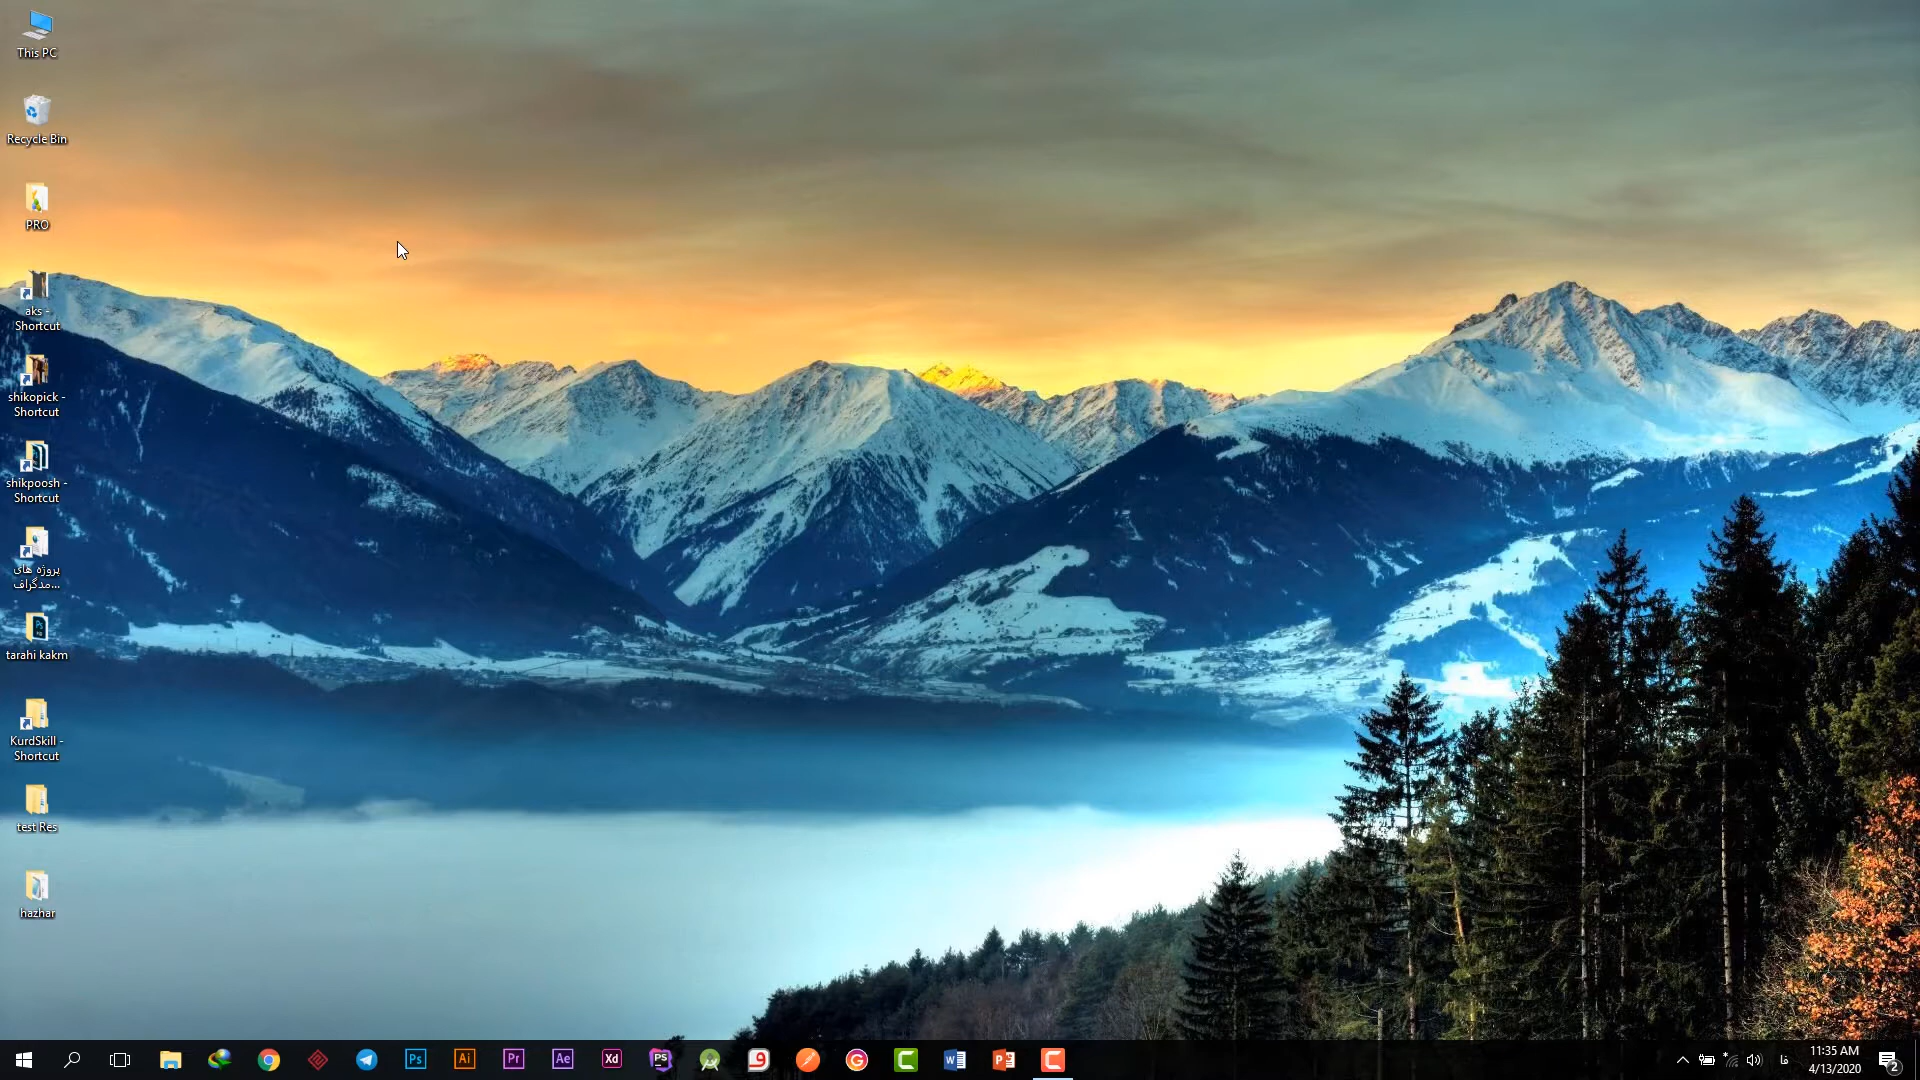 This PC
Recycle Bin
PRO
aks -
Shortcut
shikopick -
Shortcut
shikpoosh -
Shortcut
پروژه های
مدگراف...
tarahi kakm
KurdSkill -
Shortcut
test Res
hazhar
Ps
Ai
Pr
Ae
Xd
PS
فا
11:35 AM
4/13/2020
2